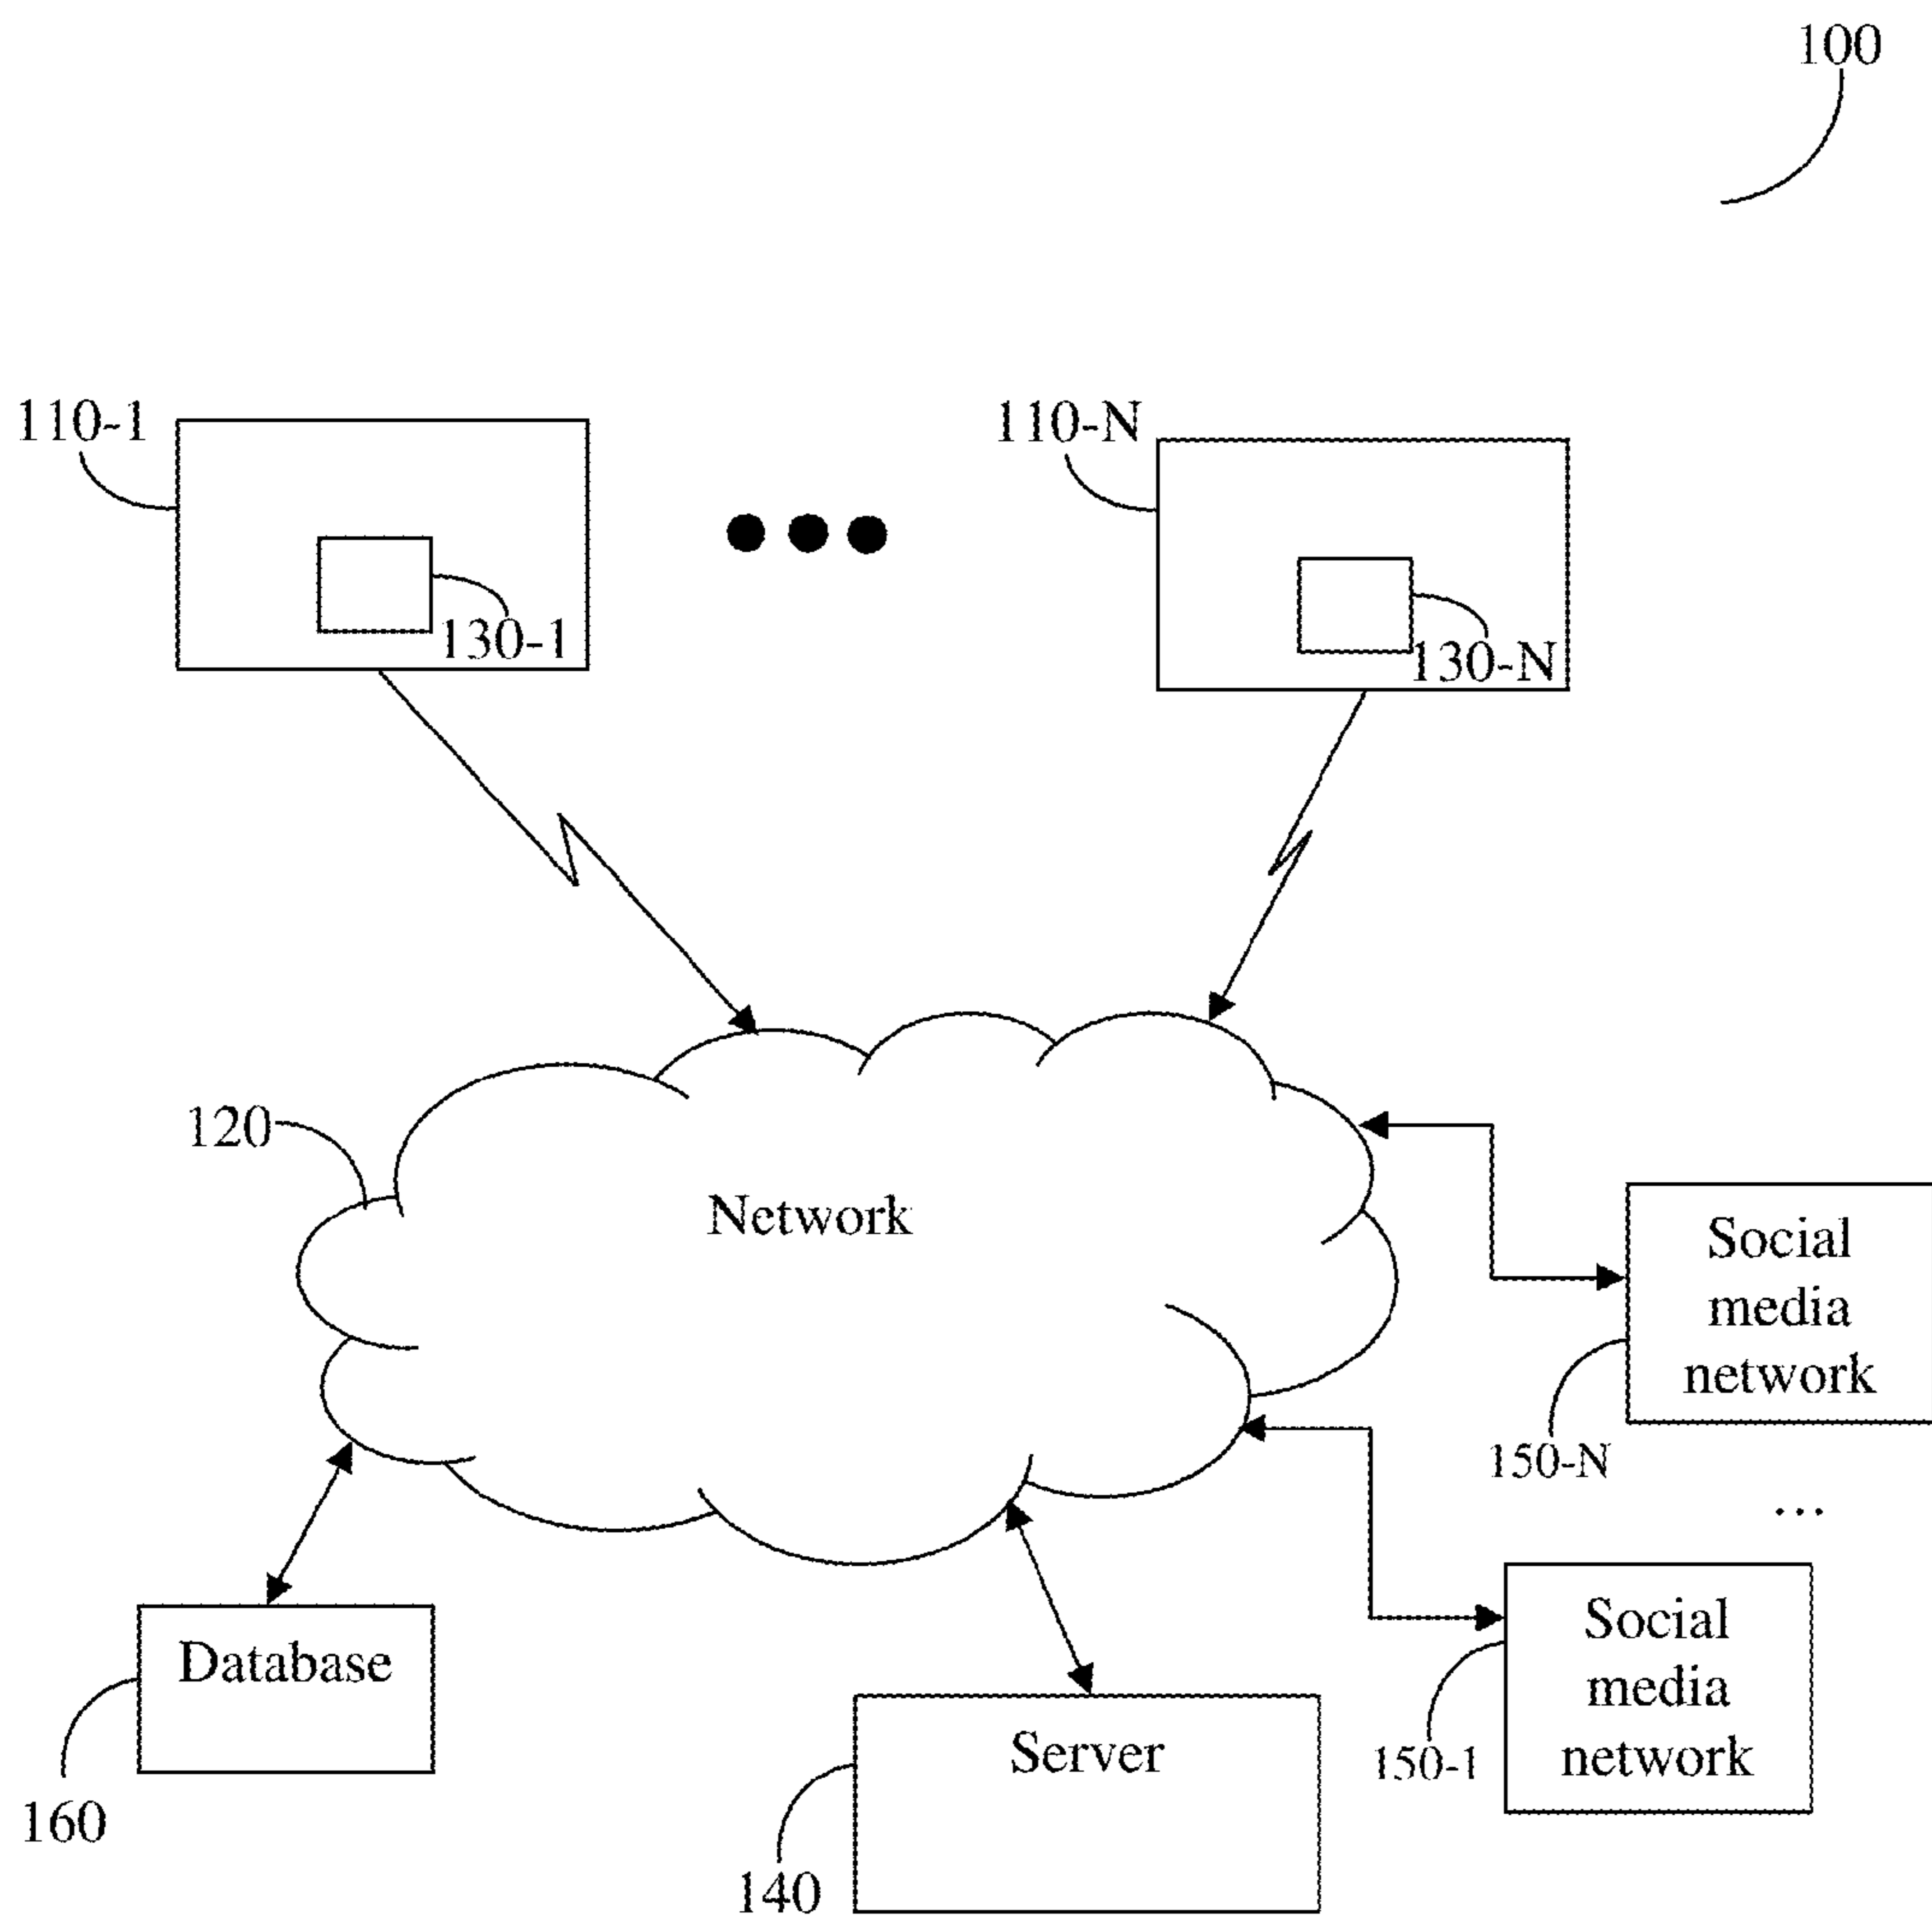 100
110-1
110-N
130-1
130-N
120
Network
Social
media
network
150-N
...
Database
Social
media
network
Server
150-1
160
140